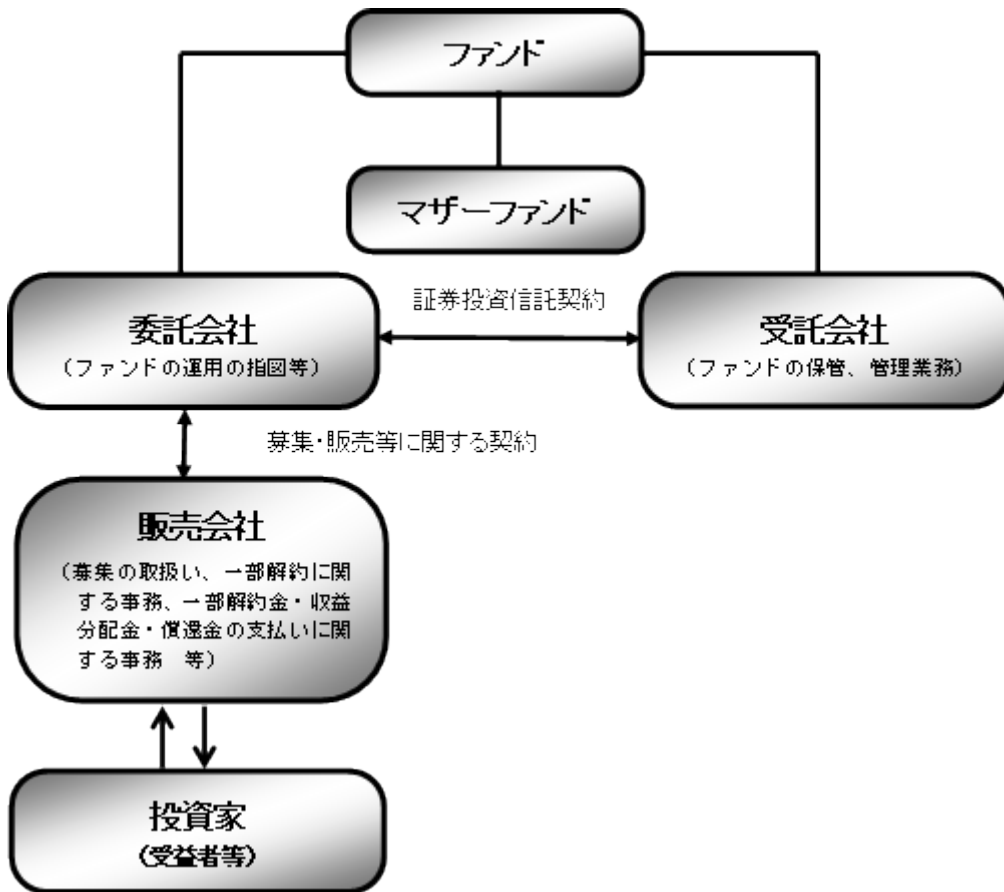 ファンド
マザーファンド
証券投資信託契約
委託会社
（ファンドの運用の指図等）
受託会社
（ファンドの保管、管理業務）
募集・販売等に関する契約
販売会社
（募集の取扱い、一部解約に関
する事務、一部解約金・収益
分配金・償還金の支払いに関
する事務　等）
投資家
（受益者等）